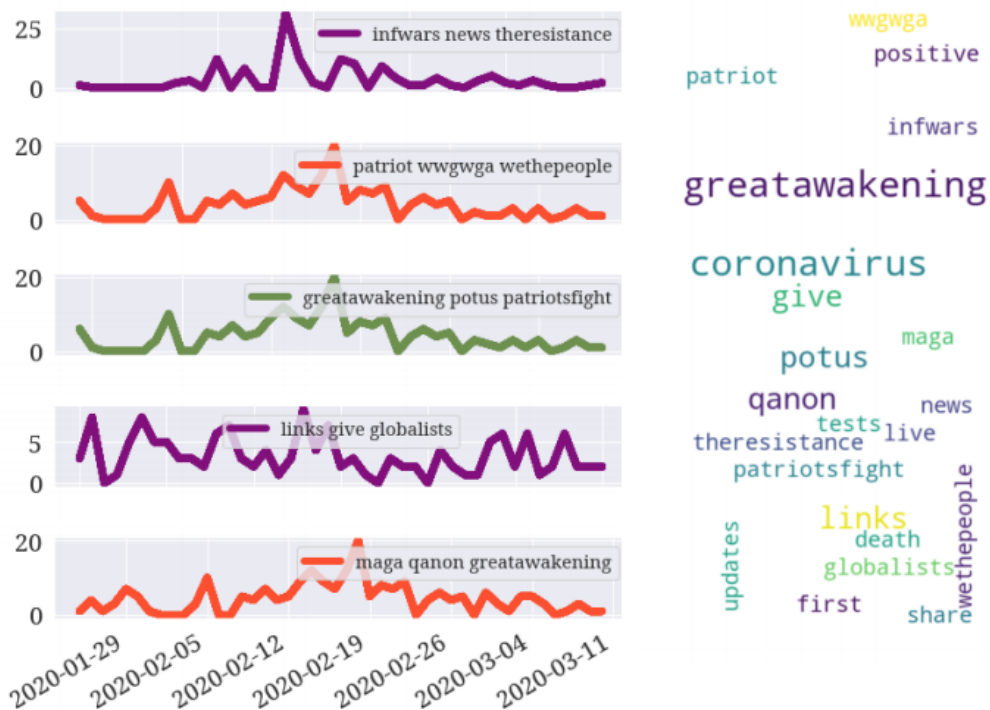 25
0
infwars news theresistance
20
0
patriot wwgwga wethepeople
20
0
greatawakening potus patriotsfight
5
0
links give globalists
20
0
maga qanon greatawakening
2020-01-29
2020-02-05
2020-02-12
2020-02-19
2020-02-26
2020-03-04
2020-03-11
wwgwga
positive
patriot
infwars
greatawakening
coronavirus
give
maga
potus
qanon
news
tests
live
theresistance
patriotsfight
wethepeople
links
updates
death
globalists
first
share